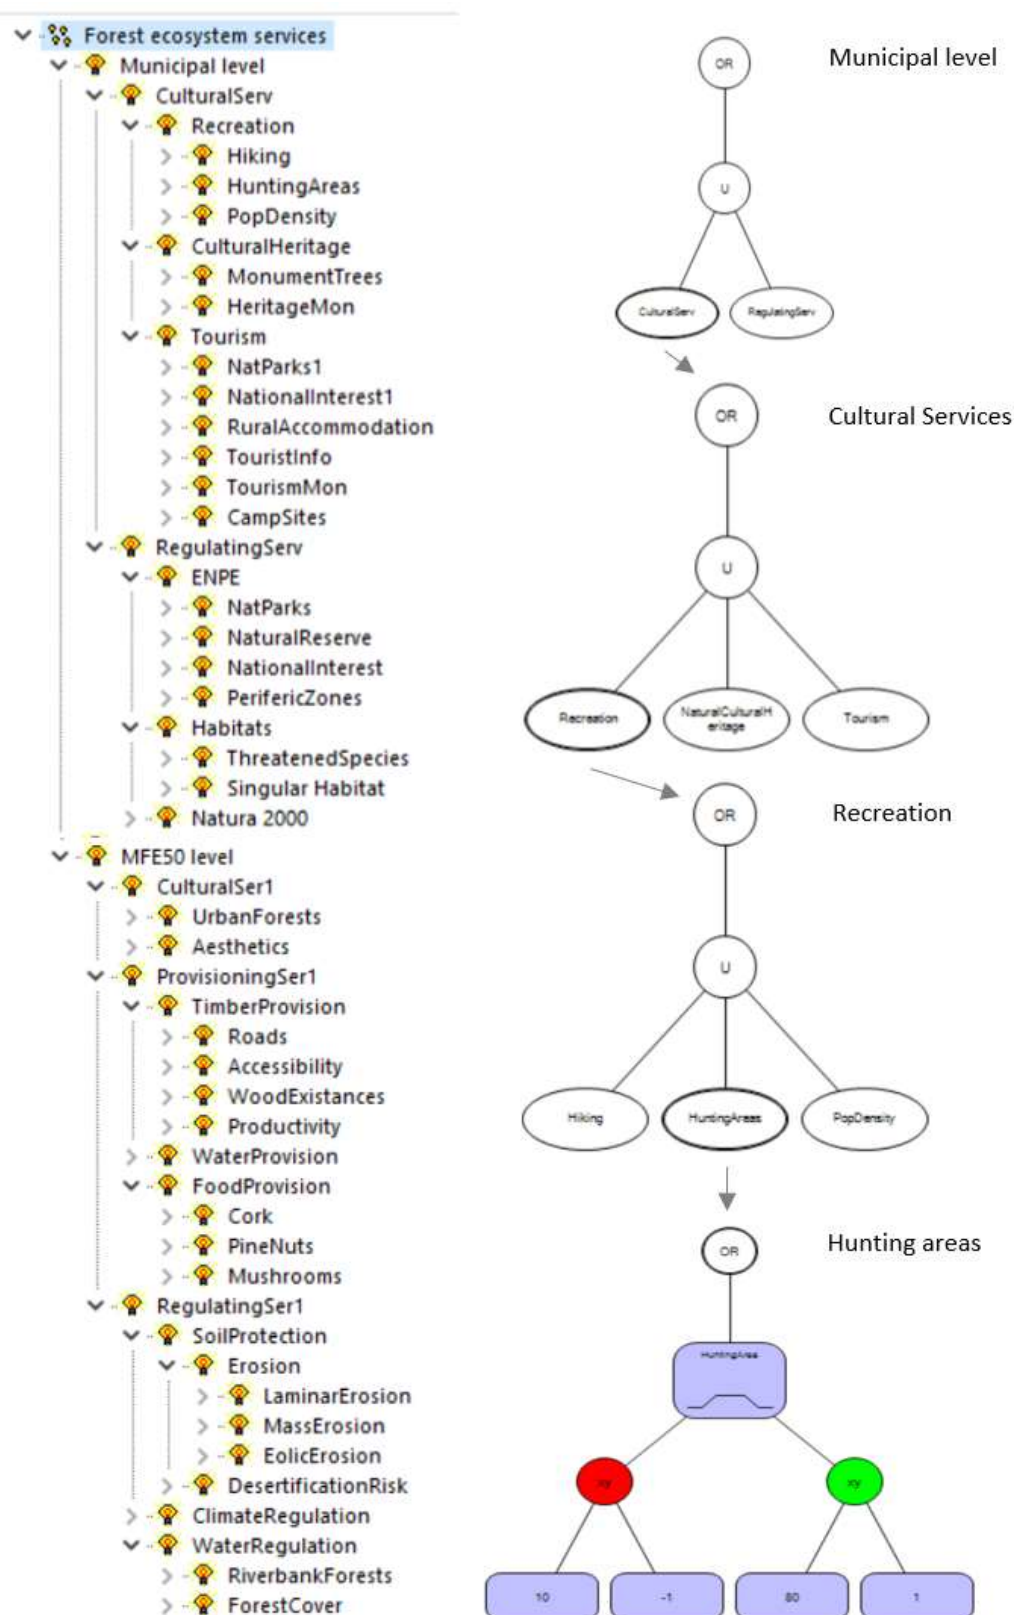 Forest ecosystem services
Municipal level
CulturalServ
Recreation
Hiking
HuntingAreas
PopDensity
CulturalHeritage
MonumentTrees
HeritageMon
Tourism
NatParks1
NationalInterest1
RuralAccommodation
TouristInfo
TourismMon
CampSites
RegulatingServ
ENPE
NatParks
NaturalReserve
NationalInterest
PerifericZones
Habitats
ThreatenedSpecies
Singular Habitat
Natura 2000
MFE50 level
CulturalSer1
UrbanForests
Aesthetics
ProvisioningSer1
TimberProvision
Roads
Accessibility
WoodExistances
Productivity
WaterProvision
FoodProvision
Cork
PineNuts
Mushrooms
RegulatingSer1
SoilProtection
Erosion
LaminarErosion
MassErosion
EolicErosion
DesertificationRisk
ClimateRegulation
WaterRegulation
RiverbankForests
ForestCover
OR
Municipal level
U
CulturalServ
RegulatingServ
OR
Cultural Services
U
Recreation
NaturalCulturalH
eritage
Tourism
OR
Recreation
U
Hiking
HuntingAreas
PopDensity
OR
Hunting areas
HuntingArea
xy
xy
10
-1
80
1